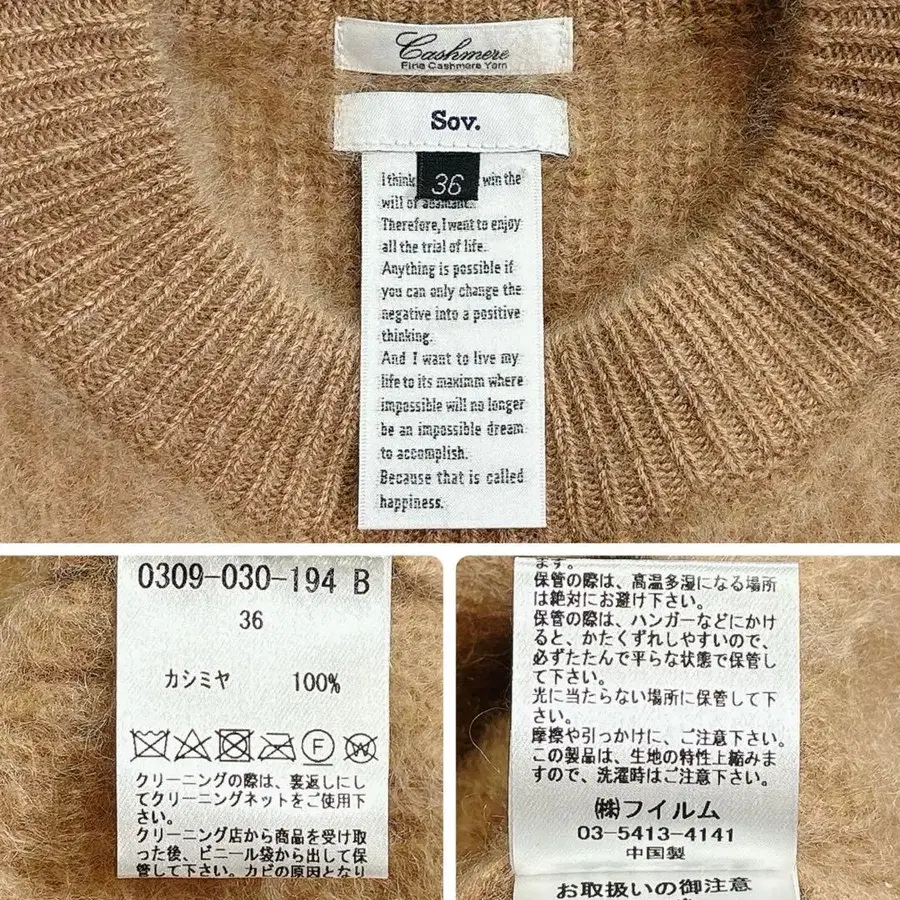 Cashmere
Fine Cashmere Yarn
Sov.
36
I think win the
will of adamant.
Therefore, I want to enjoy
all the trial of life.
Anything is possible if
you can only change the
negative into a positive
thinking.
And I want to live my
life to its maximm where
impossible will no longer
be an impossible dream
to accomplish.
Because that is called
happiness.
0309-030-194 B
36
カシミヤ 100%
F W
クリーニングの際は、裏返しにし
てクリーニングネットをご使用下
さい。
クリーニング店から商品を受け取
った後、ビニール袋から出して保
管して下さい。カビの原因となり
ます。
保管の際は、高温多湿になる場所
は絶対にお避け下さい。
保管の際は、ハンガーなどにかけ
ると、かたくずれしやすいので、
必ずたたんで平らな状態で保管し
て下さい。
光に当たらない場所に保管して下
さい。
摩擦や引っかけに、ご注意下さい。
この製品は、生地の特性上縮みま
すので、洗濯時はご注意下さい。
㈱フイルム
03-5413-4141
中国製
お取扱いの御注意